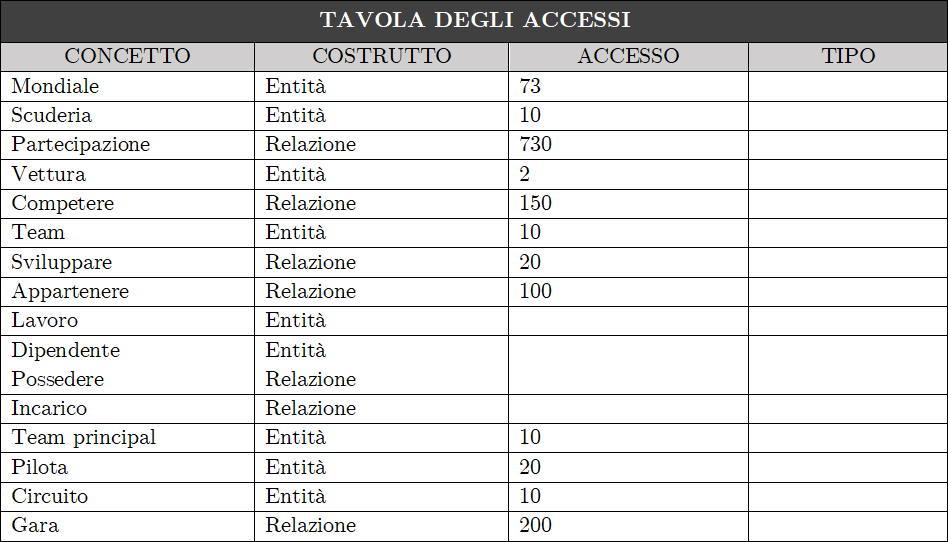 TAVOLA DEGLI ACCESSI
CONCETTO COSTRUTTO ACCESSO TIPO
Mondiale Entità 73
Scuderia Entità 10
Partecipazione Relazione 730
Vettura Entità 2
Competere Relazione 150
Team Entità 10
Sviluppare Relazione 20
Appartenere Relazione 100
Lavoro Entità
Dipendente Entità
Possedere Relazione
Incarico Relazione
Team principal Entità 10
Pilota Entità 20
Circuito Entità 10
Gara Relazione 200